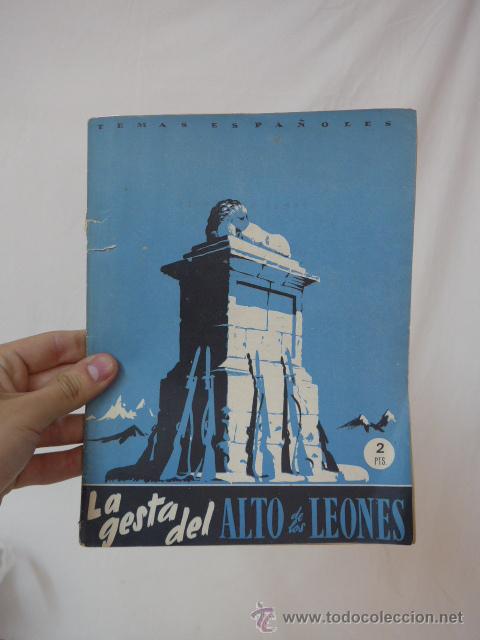 TEMAS ESPAÑOLES
2
PTS.
La gesta del ALTO de los LEONES
www.todocoleccion.net